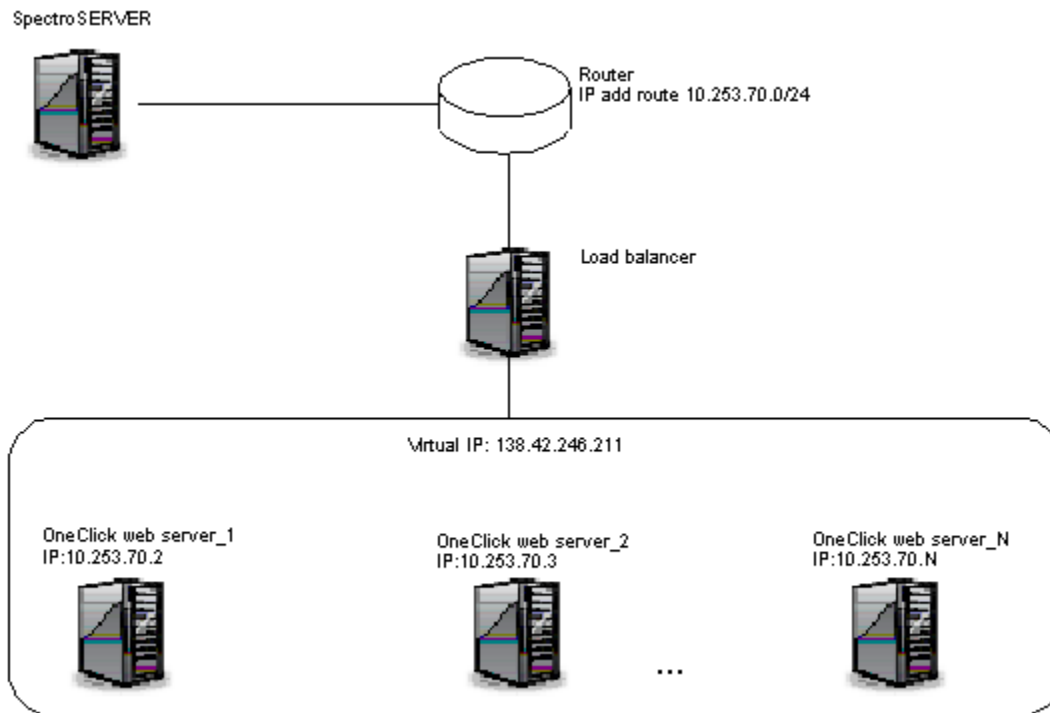 SpectroSERVER
Router
IP add route 10.253.70.0/24
Load balancer
Virtual IP: 138.42.246.211
OneClick web server_1
IP:10.253.70.2
OneClick web server_2
IP:10.253.70.3
OneClick web server_N
IP:10.253.70.N
...